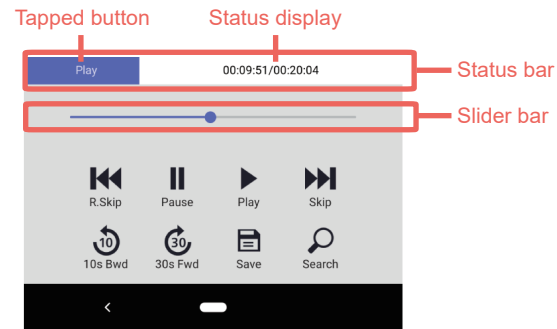 Tapped button Status display
Play 00:09:51/00:20:04 Status bar
Slider bar
R.Skip Pause Play Skip
10 30
10s Bwd 30s Fwd Save Search